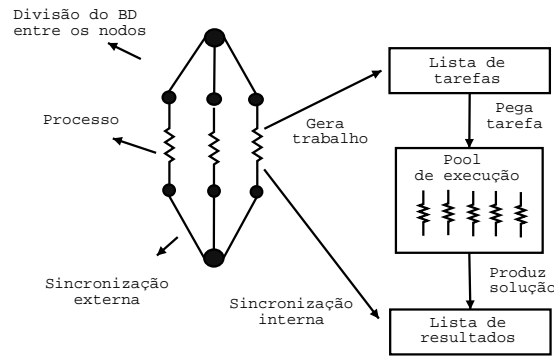 Divisão do BD
entre os nodos
Processo
Sincronização
externa
Gera
trabalho
Sincronização
interna
Lista de
tarefas
Pega
tarefa
Pool
de execução
Produz
solução
Lista de
resultados